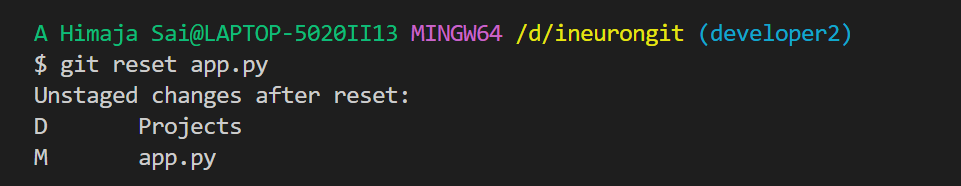 A Himaja Sai@LAPTOP-5020II13 MINGW64 /d/ineurongit (developer2)
$ git reset app.py
Unstaged changes after reset:
D       Projects
M       app.py